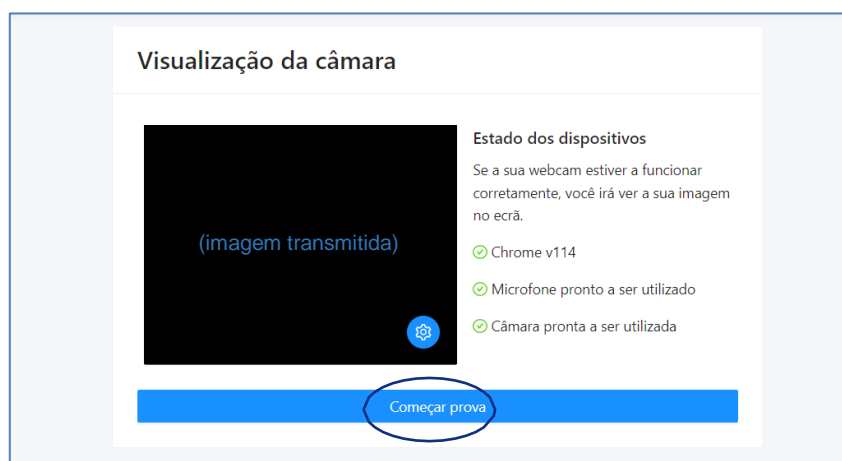 Visualização da câmara
(imagem transmitida)
Estado dos dispositivos
Se a sua webcam estiver a funcionar
corretamente, você irá ver a sua imagem
no ecrã.
Chrome v114
Microfone pronto a ser utilizado
Câmara pronta a ser utilizada
Começar prova